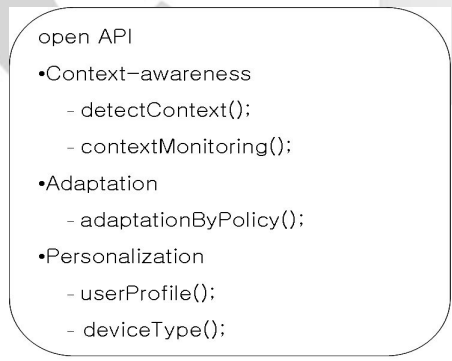 open API
•Context-awareness
- detectContext();
- contextMonitoring();
•Adaptation
- adaptationByPolicy();
•Personalization
- userProfile();
- deviceType();